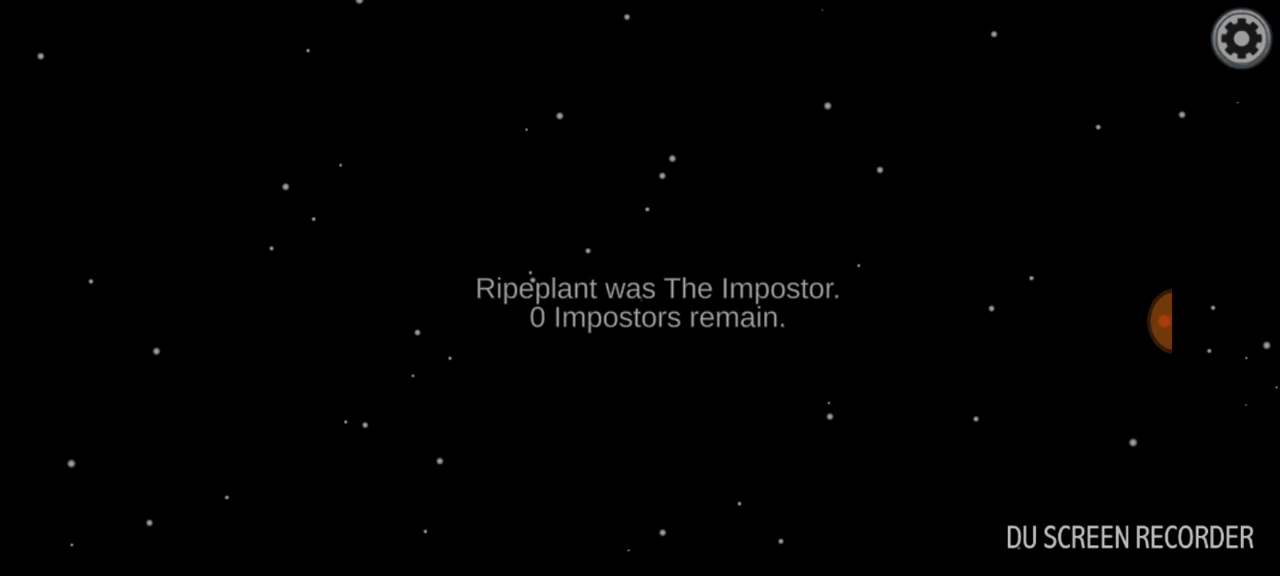 Ripeplant was The Impostor.
0 Impostors remain.
DU SCREEN RECORDER